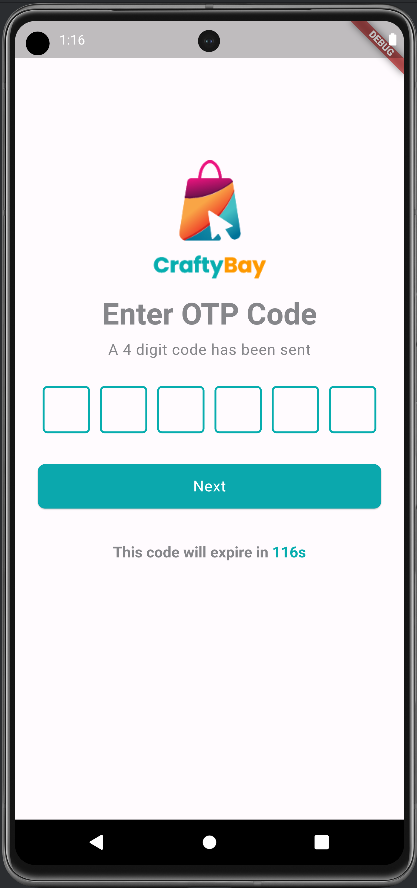 1:16
DEBUG
CraftyBay
Enter OTP Code
A 4 digit code has been sent
Next
This code will expire in 116s